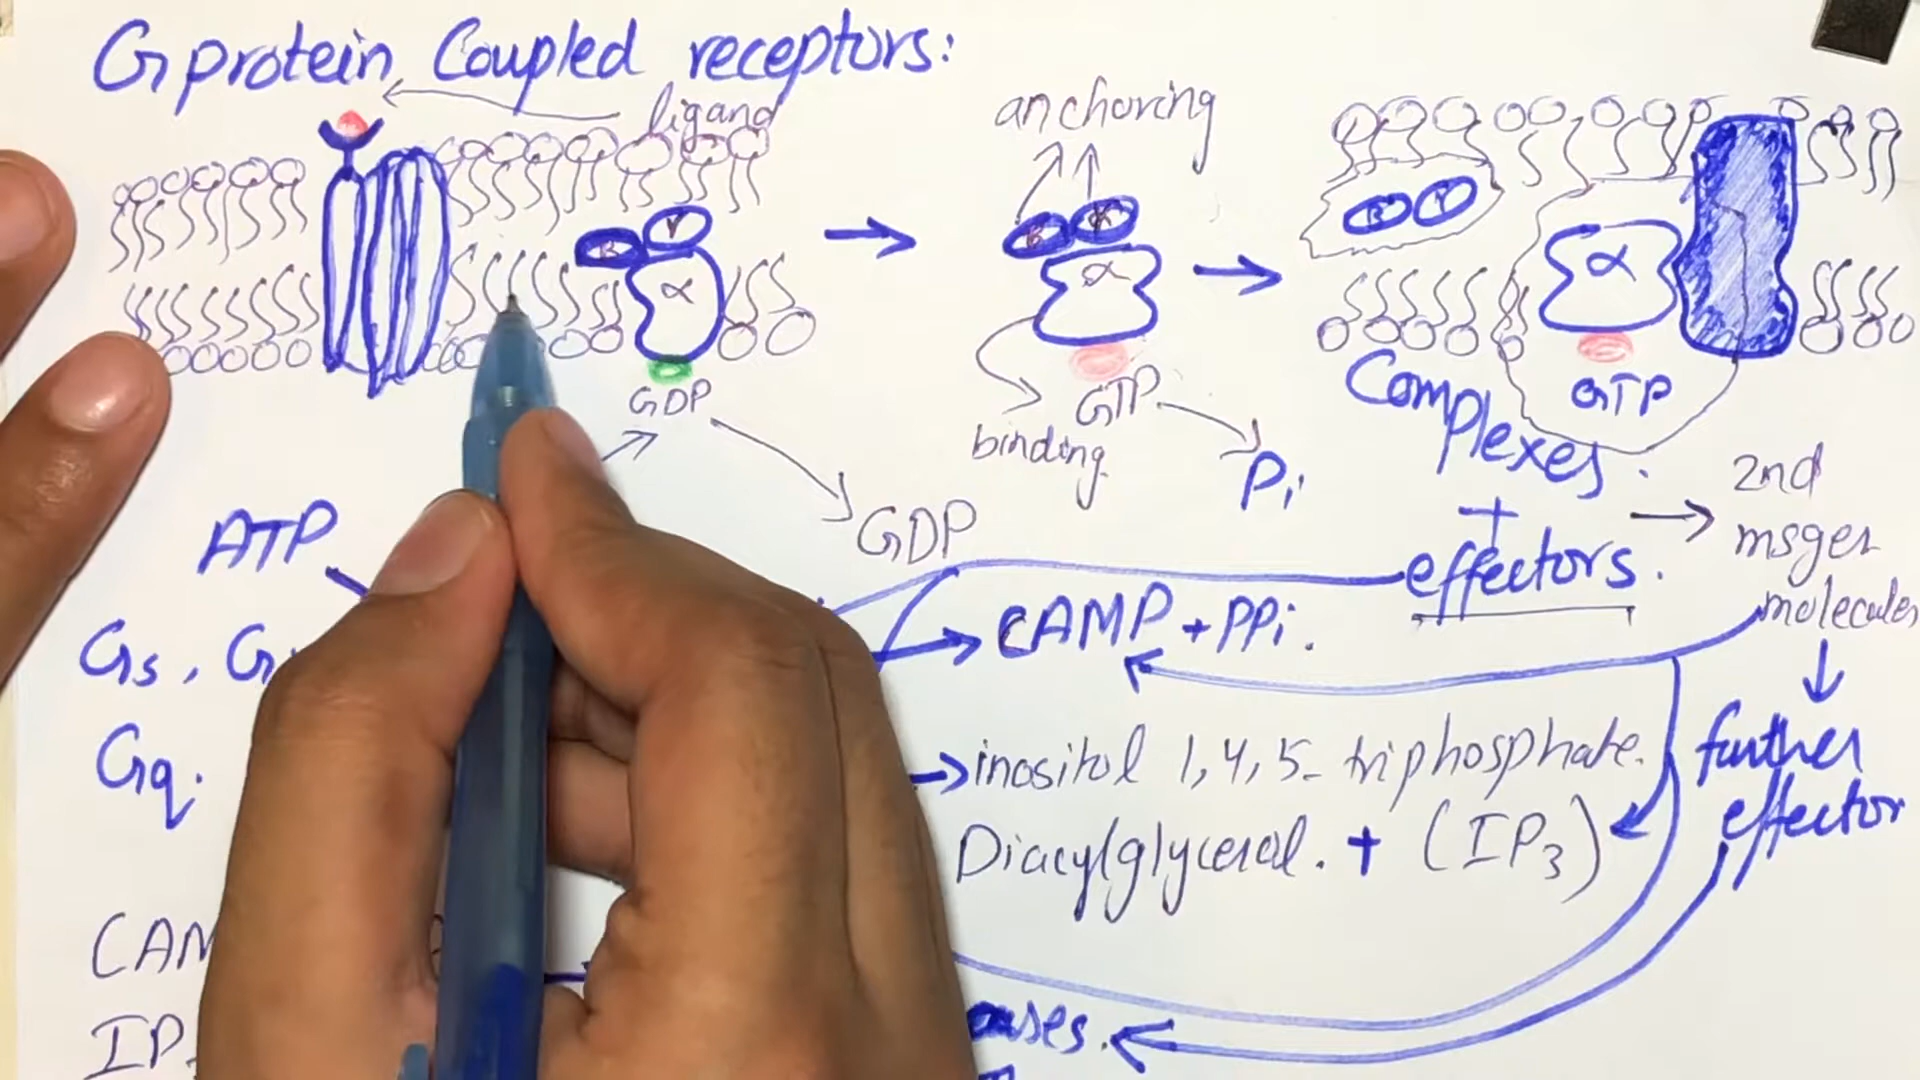 G protein Coupled receptors:
ligand
anchoring
B γ
α
GDP
B γ
α
GTP
binding
Pi
B γ
α
GTP
Complexes.
+
effectors.
2nd
msger
molecules
further
effector
GDP
ATP
CAMP + PPi.
Gs, G
Gq.
inositol 1,4,5- triphosphate.
Diacylglycerol. + (IP3)
CAM
IP
ases.